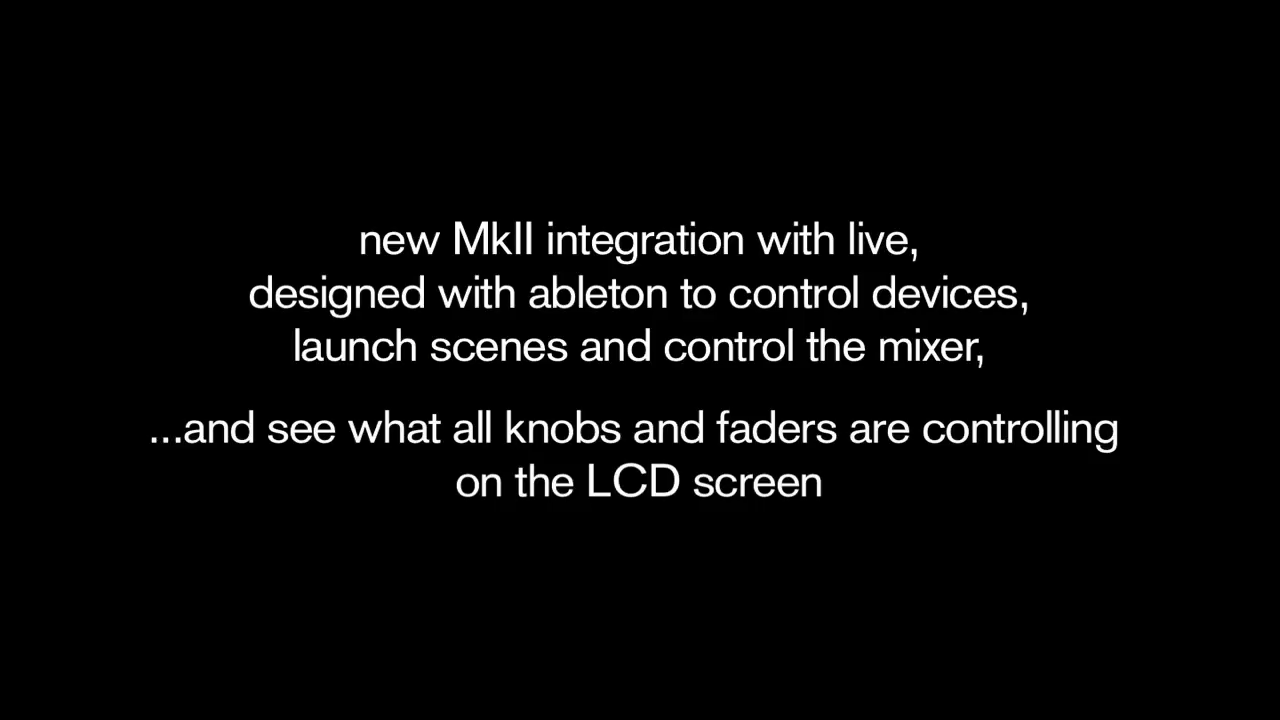 new MkII integration with live,
designed with ableton to control devices,
launch scenes and control the mixer,
...and see what all knobs and faders are controlling
on the LCD screen